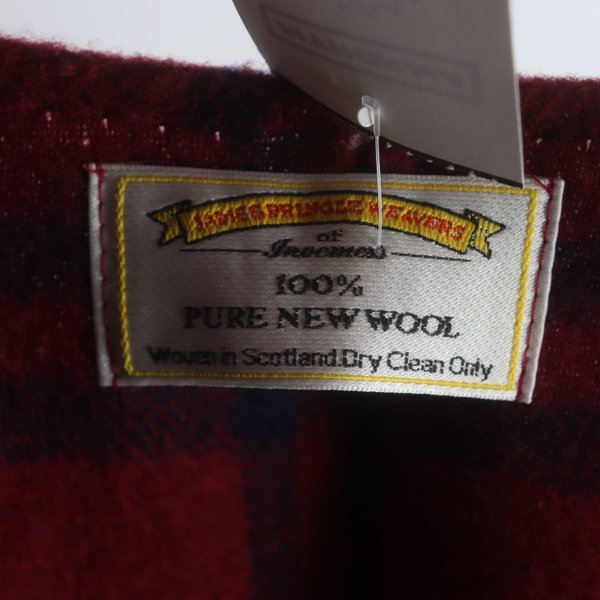 JAMES PRINGLE WEAVERS
of
Inverness
100%
PURE NEW WOOL
Woven in Scotland. Dry Clean Only